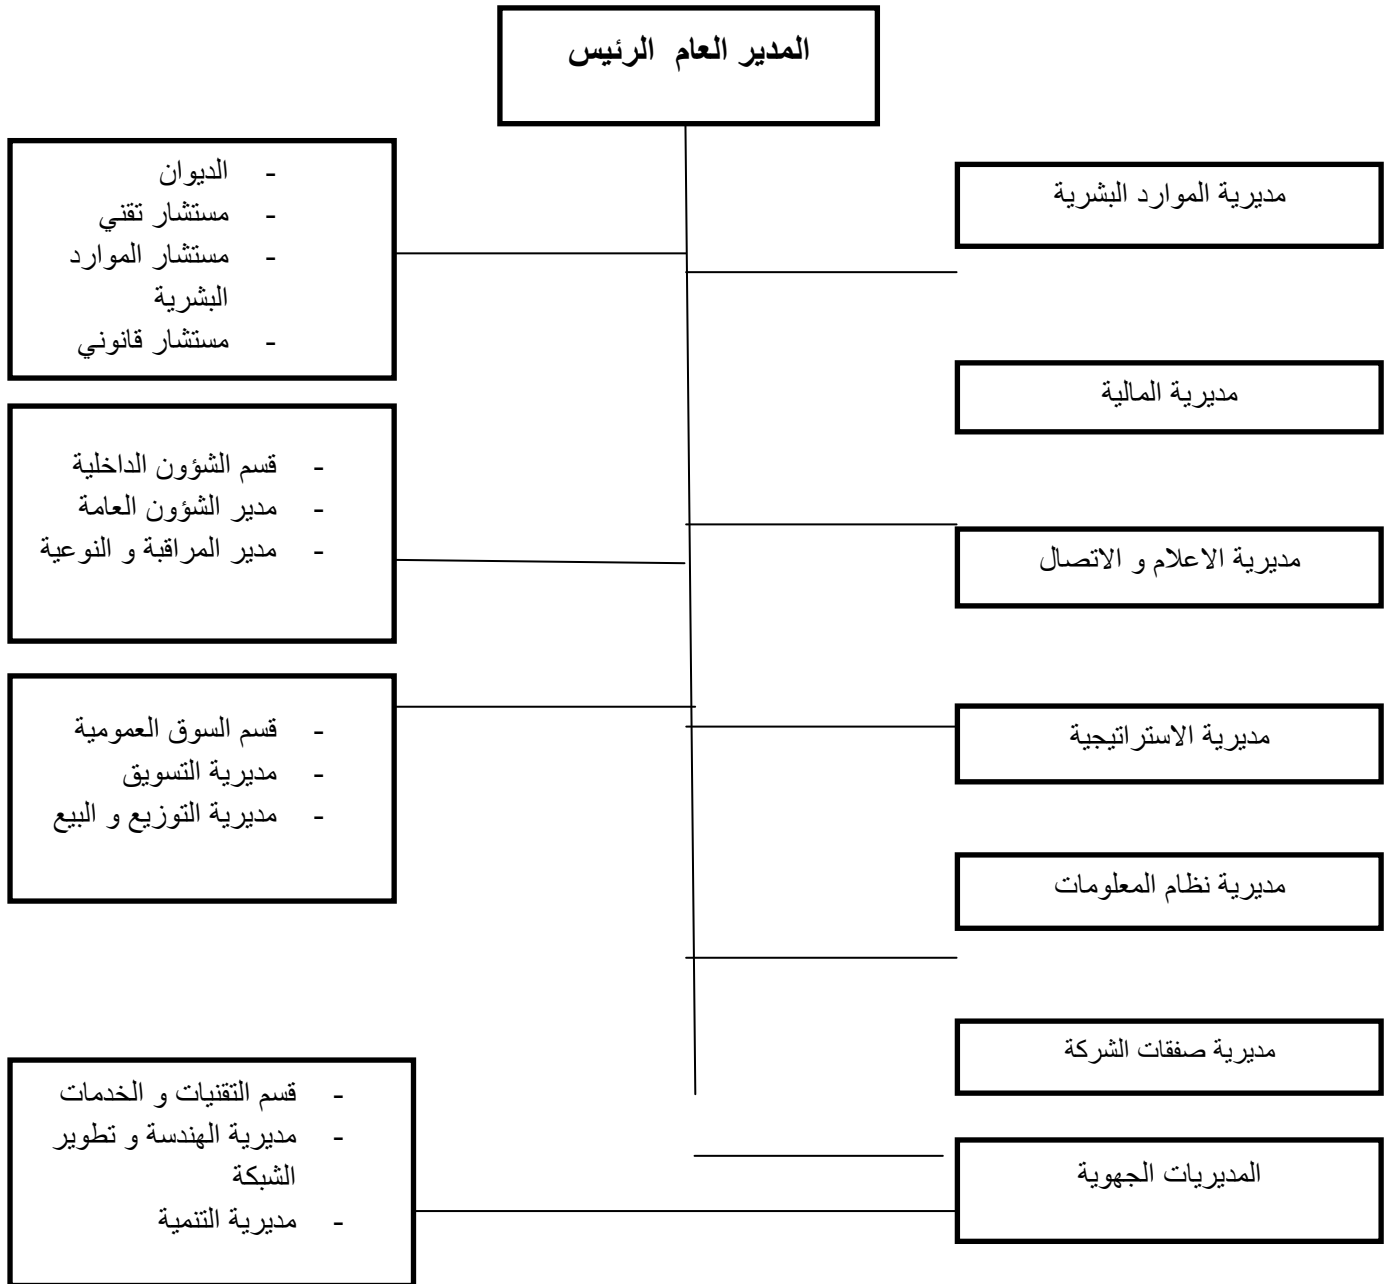 المدير العام الرئيس
مديرية الموارد البشرية
- الديوان
- مستشار تقني
- مستشار الموارد
البشرية
- مستشار قانوني
مديرية المالية
- قسم الشؤون الداخلية
- مدير الشؤون العامة
- مدير المراقبة و النوعية
مديرية الاعلام و الاتصال
مديرية الاستراتيجية
- قسم السوق العمومية
- مديرية التسويق
- مديرية التوزيع و البيع
مديرية نظام المعلومات
مديرية صفقات الشركة
- قسم التقنيات و الخدمات
- مديرية الهندسة و تطوير
الشبكة
- مديرية التنمية
المديريات الجهوية